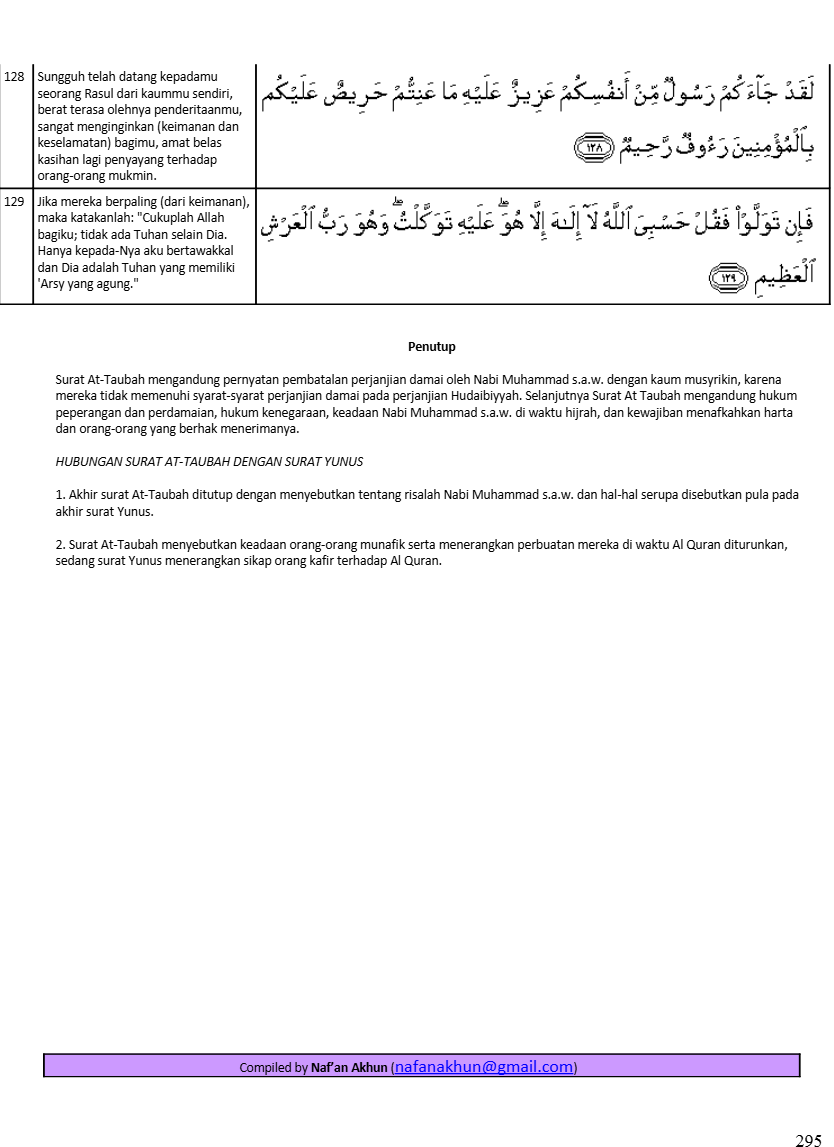 128
Sungguh telah datang kepadamu
seorang Rasul dari kaummu sendiri,
berat terasa olehnya penderitaanmu,
sangat menginginkan (keimanan dan
keselamatan) bagimu, amat belas
kasihan lagi penyayang terhadap
orang-orang mukmin.
لَقَدْ جَآءَكُمْ رَسُولٌ مِّنْ أَنفُسِكُمْ عَزِيزٌ عَلَيْهِ مَا عَنِتُّمْ حَرِيصٌ عَلَيْكُم
بِٱلْمُؤْمِنِينَ رَءُوفٌ رَّحِيمٌ ١٢٨
129
Jika mereka berpaling (dari keimanan),
maka katakanlah: "Cukuplah Allah
bagiku; tidak ada Tuhan selain Dia.
Hanya kepada-Nya aku bertawakkal
dan Dia adalah Tuhan yang memiliki
'Arsy yang agung."
فَإِن تَوَلَّوْا۟ فَقُلْ حَسْبِىَ ٱللَّهُ لَآ إِلَـٰهَ إِلَّا هُوَ ۖ عَلَيْهِ تَوَكَّلْتُ ۖ وَهُوَ رَبُّ ٱلْعَرْشِ
ٱلْعَظِيمِ ١٢٩
Penutup
Surat At-Taubah mengandung pernyatan pembatalan perjanjian damai oleh Nabi Muhammad s.a.w. dengan kaum musyrikin, karena
mereka tidak memenuhi syarat-syarat perjanjian damai pada perjanjian Hudaibiyyah. Selanjutnya Surat At Taubah mengandung hukum
peperangan dan perdamaian, hukum kenegaraan, keadaan Nabi Muhammad s.a.w. di waktu hijrah, dan kewajiban menafkahkan harta
dan orang-orang yang berhak menerimanya.
HUBUNGAN SURAT AT-TAUBAH DENGAN SURAT YUNUS
1. Akhir surat At-Taubah ditutup dengan menyebutkan tentang risalah Nabi Muhammad s.a.w. dan hal-hal serupa disebutkan pula pada
akhir surat Yunus.
2. Surat At-Taubah menyebutkan keadaan orang-orang munafik serta menerangkan perbuatan mereka di waktu Al Quran diturunkan,
sedang surat Yunus menerangkan sikap orang kafir terhadap Al Quran.
Compiled by Naf’an Akhun (nafanakhun@gmail.com)
295